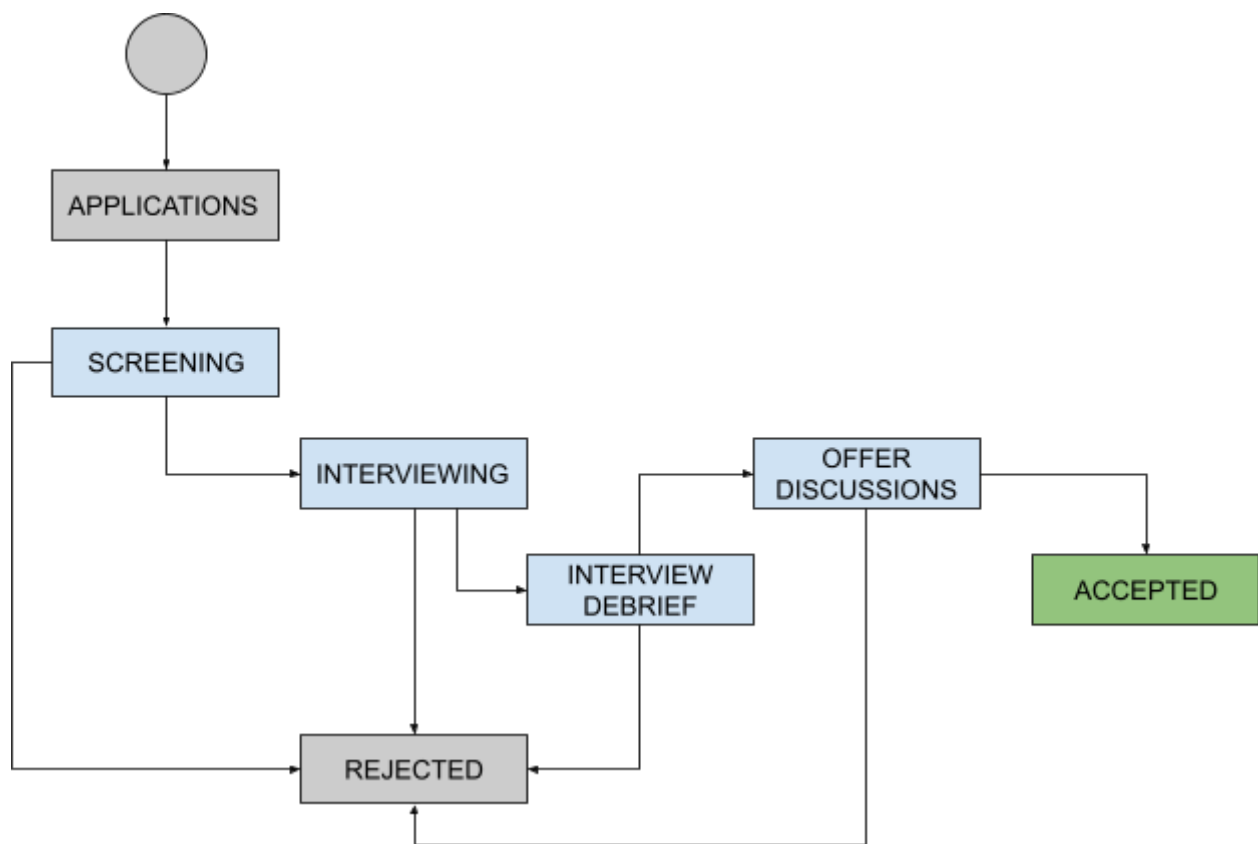 APPLICATIONS
SCREENING
INTERVIEWING
OFFER
DISCUSSIONS
INTERVIEW
DEBRIEF
ACCEPTED
REJECTED